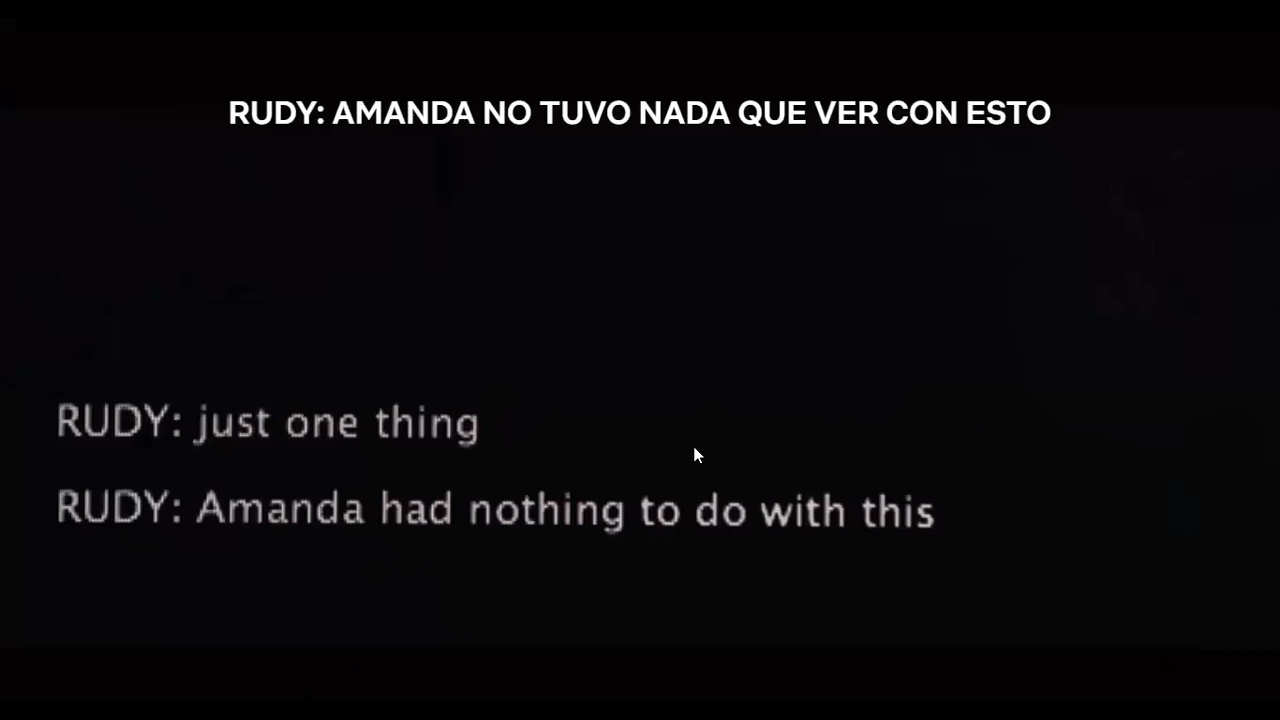 RUDY: AMANDA NO TUVO NADA QUE VER CON ESTO
RUDY: just one thing
RUDY: Amanda had nothing to do with this